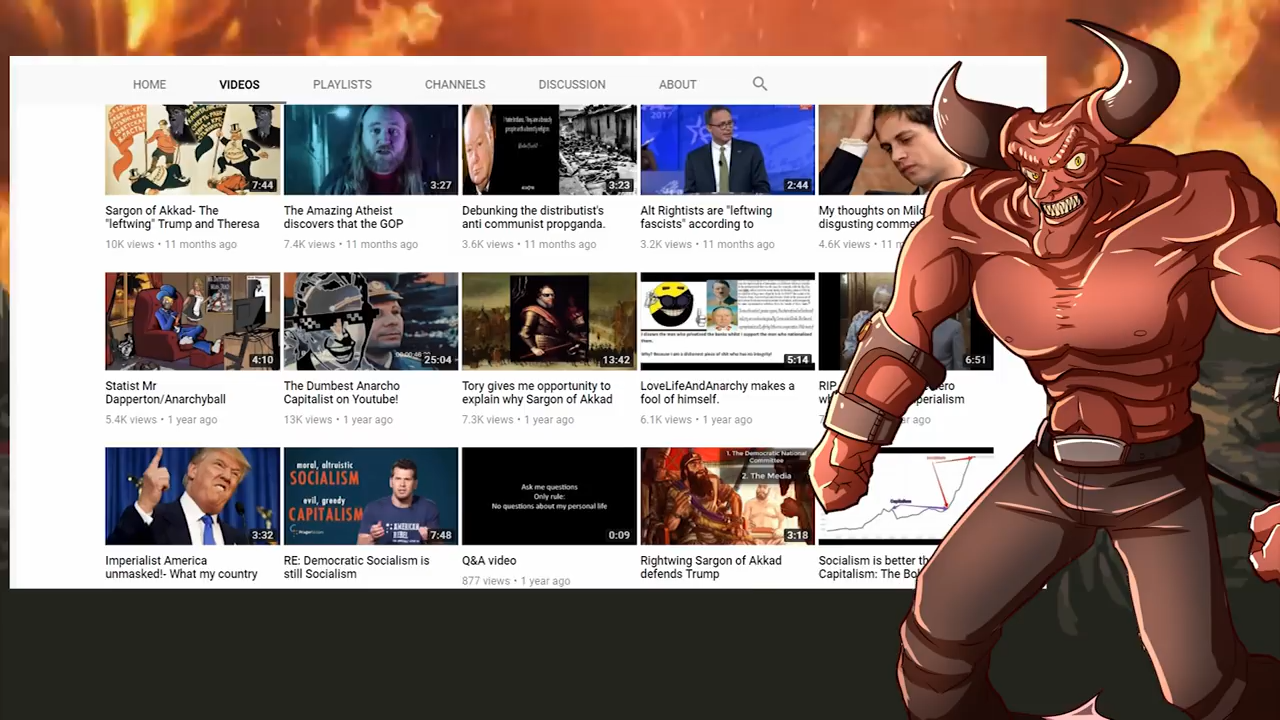 HOME VIDEOS PLAYLISTS CHANNELS DISCUSSION ABOUT
2017
7:44
3:27
3:23
2:44
Sargon of Akkad- The
"leftwing" Trump and Theresa
10K views • 11 months ago
The Amazing Atheist
discovers that the GOP
7.4K views • 11 months ago
Debunking the distributist's
anti communist propganda.
3.6K views • 11 months ago
Alt Rightists are "leftwing
fascists" according to
3.2K views • 11 months ago
My thoughts on
disgusting
4.6K views • 11
4:10
25:04
13:42
5:14
6:51
Statist Mr
Dapperton/Anarchyball
5.4K views • 1 year ago
The Dumbest Anarcho
Capitalist on Youtube!
13K views • 1 year ago
Tory gives me opportunity to
explain why Sargon of Akkad
7.3K views • 1 year ago
LoveLifeAndAnarchy makes a
fool of himself.
6.1K views • 1 year ago
RIP
ago
3:32
moral, altruistic
SOCIALISM
evil, greedy
CAPITALISM
7:48
Ask me questions
Only rule:
No questions about my personal life
0:09
1. The Democratic National
Committee
2. The Media
3:18
Capitalism
Imperialist America
unmasked!- What my country
RE: Democratic Socialism is
still Socialism
Q&A video
877 views • 1 year ago
Rightwing Sargon of Akkad
defends Trump
Socialism is better
Capitalism: The